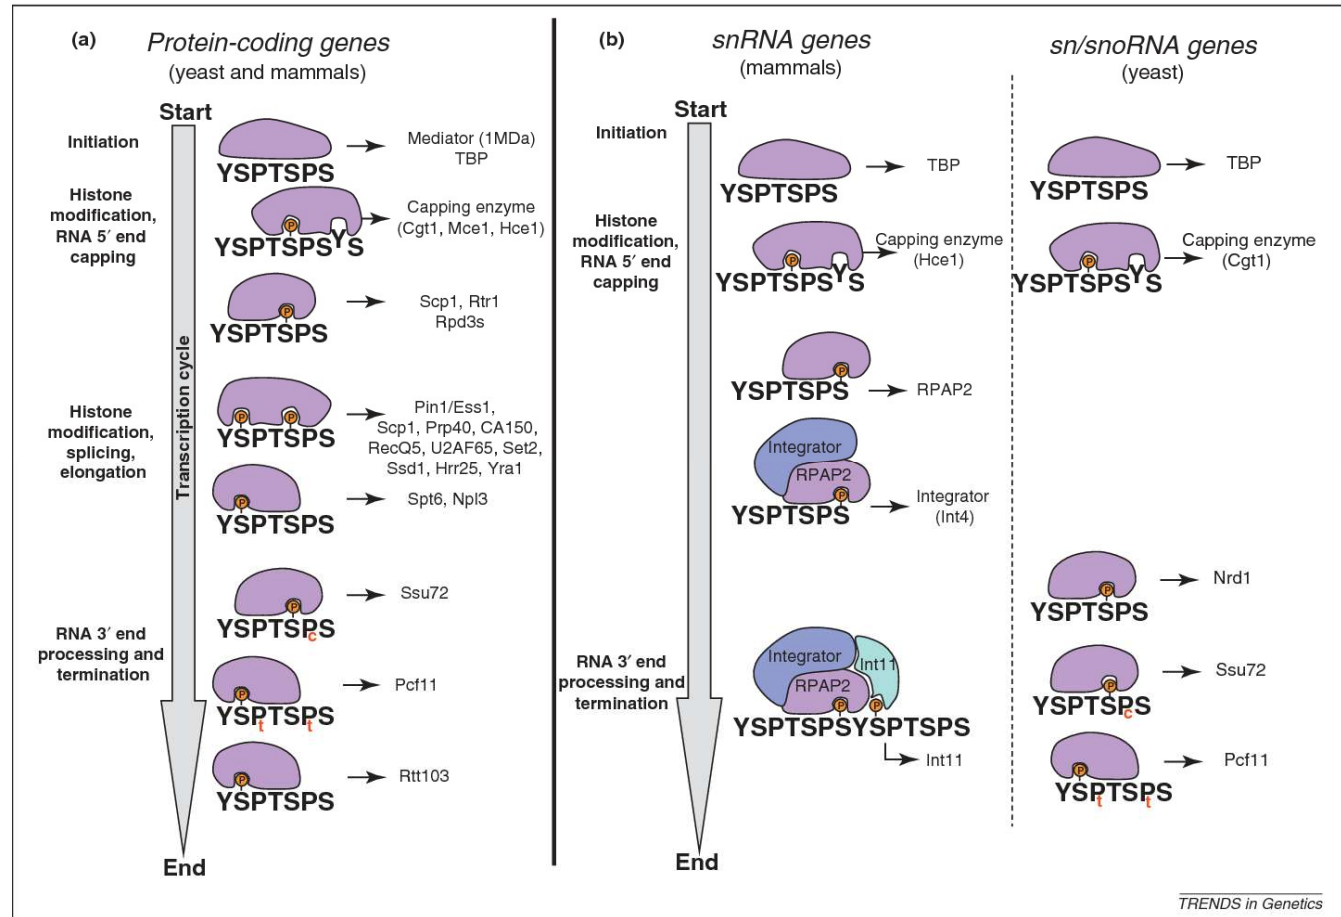 (a)
Protein-coding genes
(yeast and mammals)
Start
Initiation
Mediator (1MDa)
TBP
YSPTSPS
Histone
modification,
RNA 5′ end
capping
P
Capping enzyme
(Cgt1, Mce1, Hce1)
YSPTSPSYS
P
Scp1, Rtr1
Rpd3s
YSPTSPS
Transcription cycle
Histone
modification,
splicing,
elongation
P
P
Pin1/Ess1,
Scp1, Prp40, CA150,
RecQ5, U2AF65, Set2,
Ssd1, Hrr25, Yra1
YSPTSPS
P
Spt6, Npl3
YSPTSPS
P
Ssu72
YSPTSPS
c
RNA 3′ end
processing and
termination
P
Pcf11
YSPTSPS
t t
P
Rtt103
YSPTSPS
End
(b)
snRNA genes
(mammals)
Start
Initiation
TBP
YSPTSPS
Histone
modification,
RNA 5′ end
capping
P
Capping enzyme
(Hce1)
YSPTSPSYS
P
YSPTSPS
RPAP2
Integrator
RPAP2
P
YSPTSPS
Integrator
(Int4)
RNA 3′ end
processing and
termination
Integrator
Int11
RPAP2
P
P
YSPTSPSYSPTSPS
Int11
End
sn/snoRNA genes
(yeast)
TBP
YSPTSPS
P
Capping enzyme
(Cgt1)
YSPTSPSYS
P
Nrd1
YSPTSPS
P
Ssu72
YSPTSPS
c
P
Pcf11
YSPTSPS
t t
TRENDS in Genetics